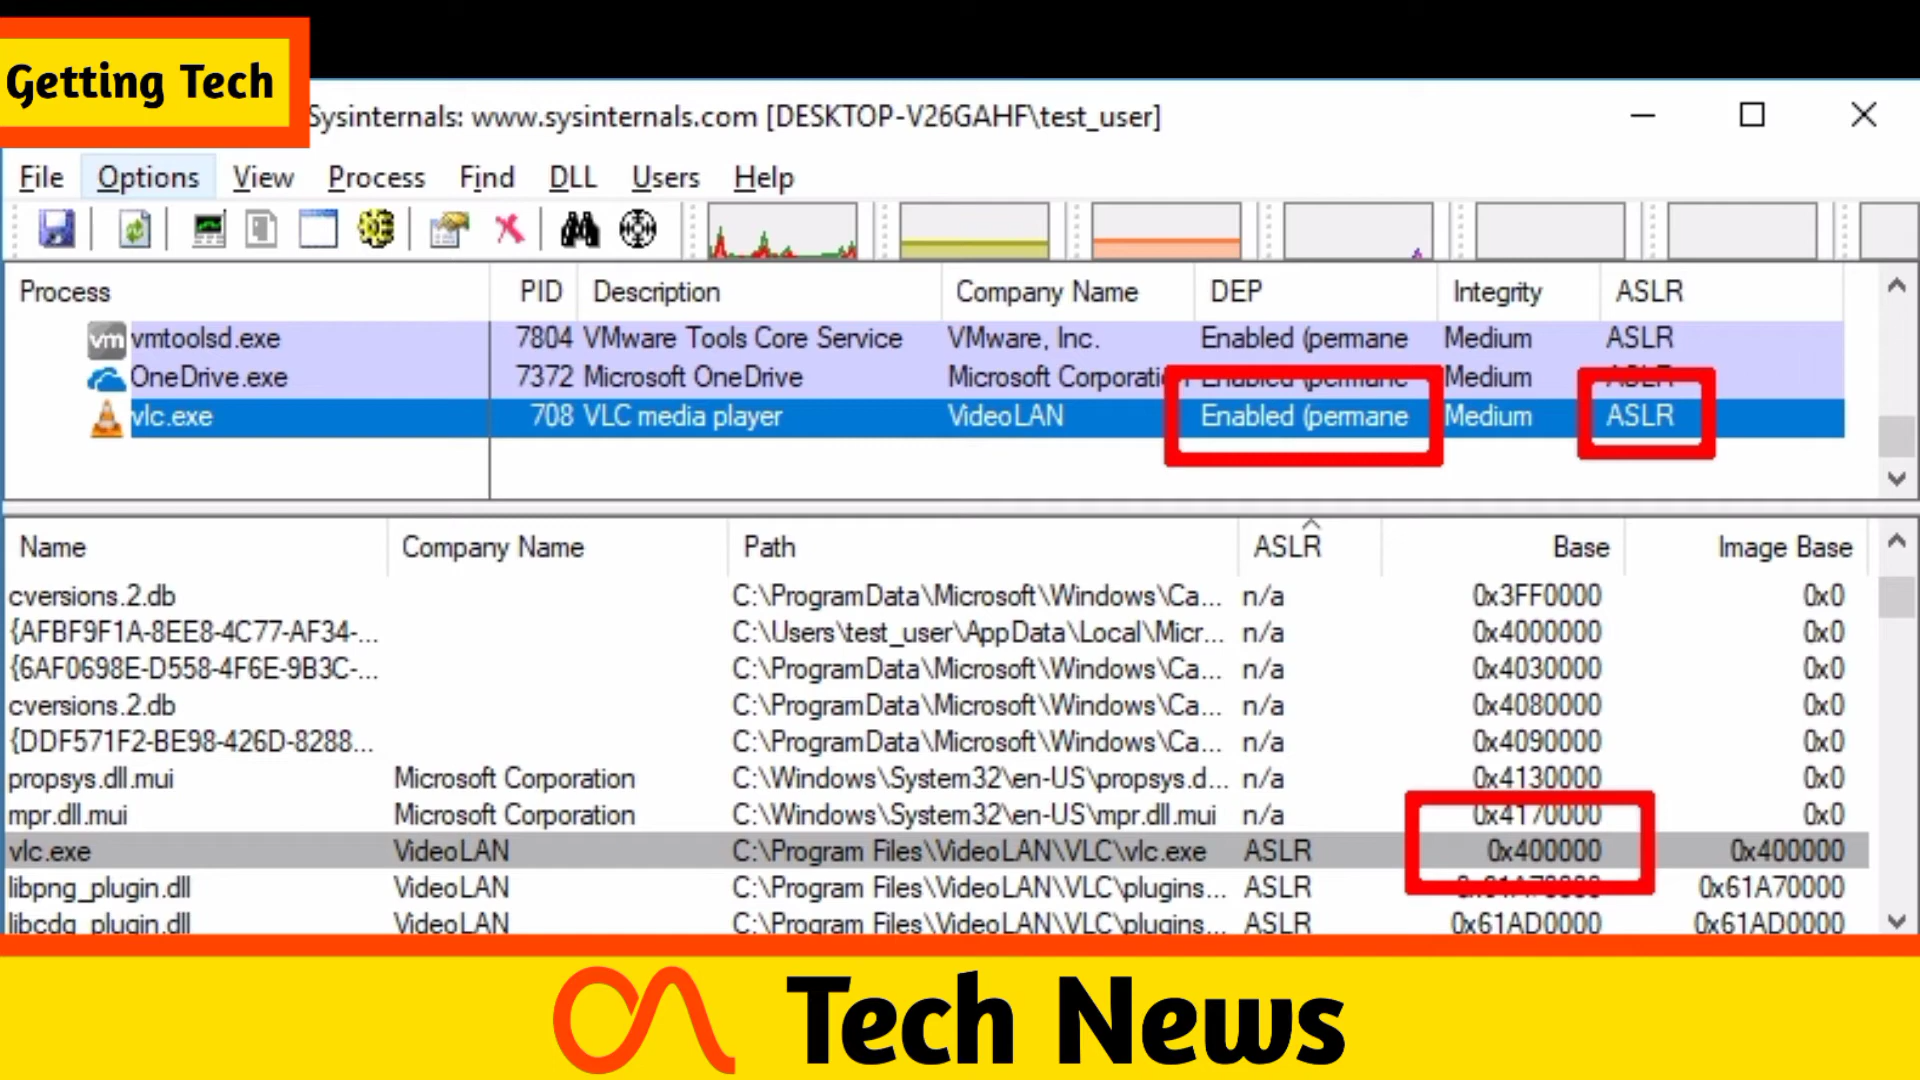 Getting Tech
Sysinternals: www.sysinternals.com [DESKTOP-V26GAHF\test_user]
File Options View Process Find DLL Users Help
Process PID Description Company Name DEP Integrity ASLR
vm vmtoolsd.exe 7804 VMware Tools Core Service VMware, Inc. Enabled (permane Medium ASLR
OneDrive.exe 7372 Microsoft OneDrive Microsoft Corporatio Enabled (permane Medium ASLR
vlc.exe 708 VLC media player VideoLAN Enabled (permane Medium ASLR
Name Company Name Path ASLR Base Image Base
cversions.2.db C:\ProgramData\Microsoft\Windows\Ca... n/a 0x3FF0000 0x0
{AFBF9F1A-8EE8-4C77-AF34-... C:\Users\test_user\AppData\Local\Micr... n/a 0x4000000 0x0
{6AF0698E-D558-4F6E-9B3C-... C:\ProgramData\Microsoft\Windows\Ca... n/a 0x4030000 0x0
cversions.2.db C:\ProgramData\Microsoft\Windows\Ca... n/a 0x4080000 0x0
{DDF571F2-BE98-426D-8288... C:\ProgramData\Microsoft\Windows\Ca... n/a 0x4090000 0x0
propsys.dll.mui Microsoft Corporation C:\Windows\System32\en-US\propsys.d... n/a 0x4130000 0x0
mpr.dll.mui Microsoft Corporation C:\Windows\System32\en-US\mpr.dll.mui n/a 0x4170000 0x0
vlc.exe VideoLAN C:\Program Files\VideoLAN\VLC\vlc.exe ASLR 0x400000 0x400000
libpng_plugin.dll VideoLAN C:\Program Files\VideoLAN\VLC\plugins... ASLR 0x61A70000 0x61A70000
libcdg_plugin.dll VideoLAN C:\Program Files\VideoLAN\VLC\plugins... ASLR 0x61AD0000 0x61AD0000
Tech News